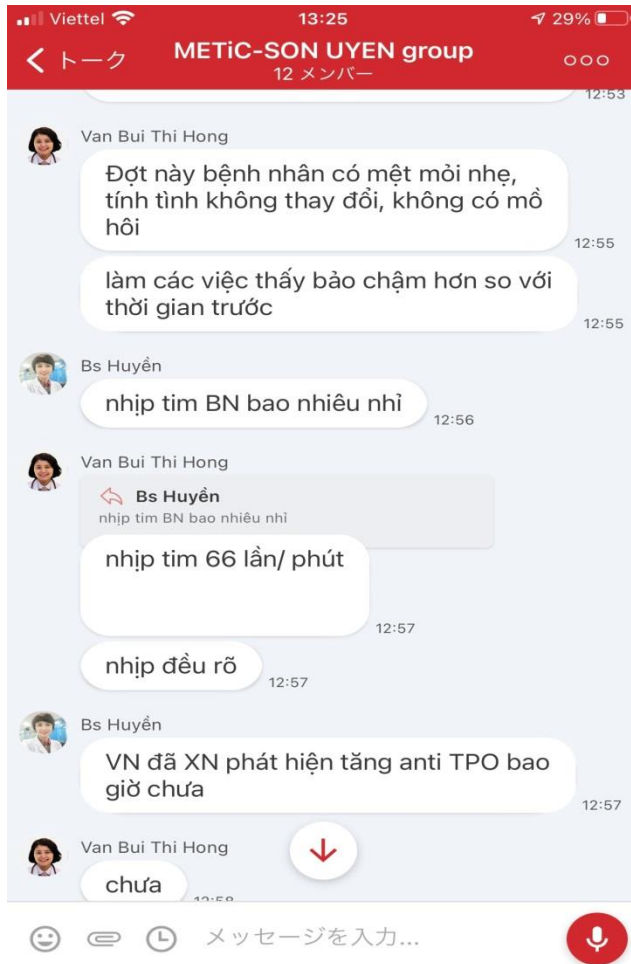 Viettel 13:25 29%
トーク METiC-SON UYEN group
12 メンバー
12:53
Van Bui Thi Hong
Đợt này bệnh nhân có mệt mỏi nhẹ,
tính tình không thay đổi, không có mồ
hôi
12:55
làm các việc thấy bảo chậm hơn so với
thời gian trước
12:55
Bs Huyền
nhịp tim BN bao nhiêu nhỉ
12:56
Van Bui Thi Hong
Bs Huyền
nhịp tim BN bao nhiêu nhỉ
nhịp tim 66 lần/ phút
12:57
nhịp đều rõ
12:57
Bs Huyền
VN đã XN phát hiện tăng anti TPO bao
giờ chưa
12:57
Van Bui Thi Hong
chưa
12:58
メッセージを入力...